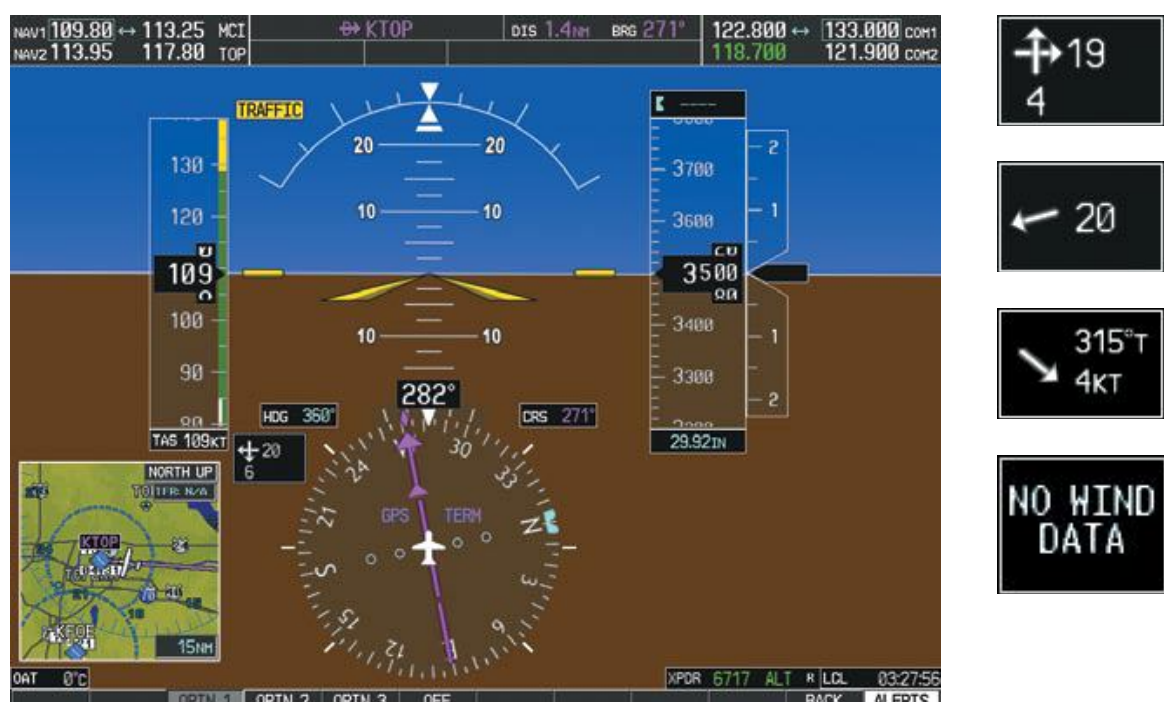 NAV1 109.80 ↔ 113.25 MCI
NAV2 113.95 117.80 TOP
KTOP DIS 1.4NM BRG 271°
122.800 ↔ 133.000 COM1
118.700 121.900 COM2
TRAFFIC
130
120
109
100
90
80
TAS 109KT
20 20
10 10
10 10
3700
3600
3500
3400
3300
29.92IN
2
1
1
2
HDG 360°
282°
CRS 271°
20
6
24
30
33
21
N
S
3
15
12
6
GPS TERM
NORTH UP
TFR: N/A
KTOP
KFOE
15NM
OAT 0°C
XPDR 6717 ALT R LCL 03:27:56
OPTN 1 OPTN 2 OPTN 3 OFF BACK ALERTS
19
4
20
315°T
4KT
NO WIND
DATA